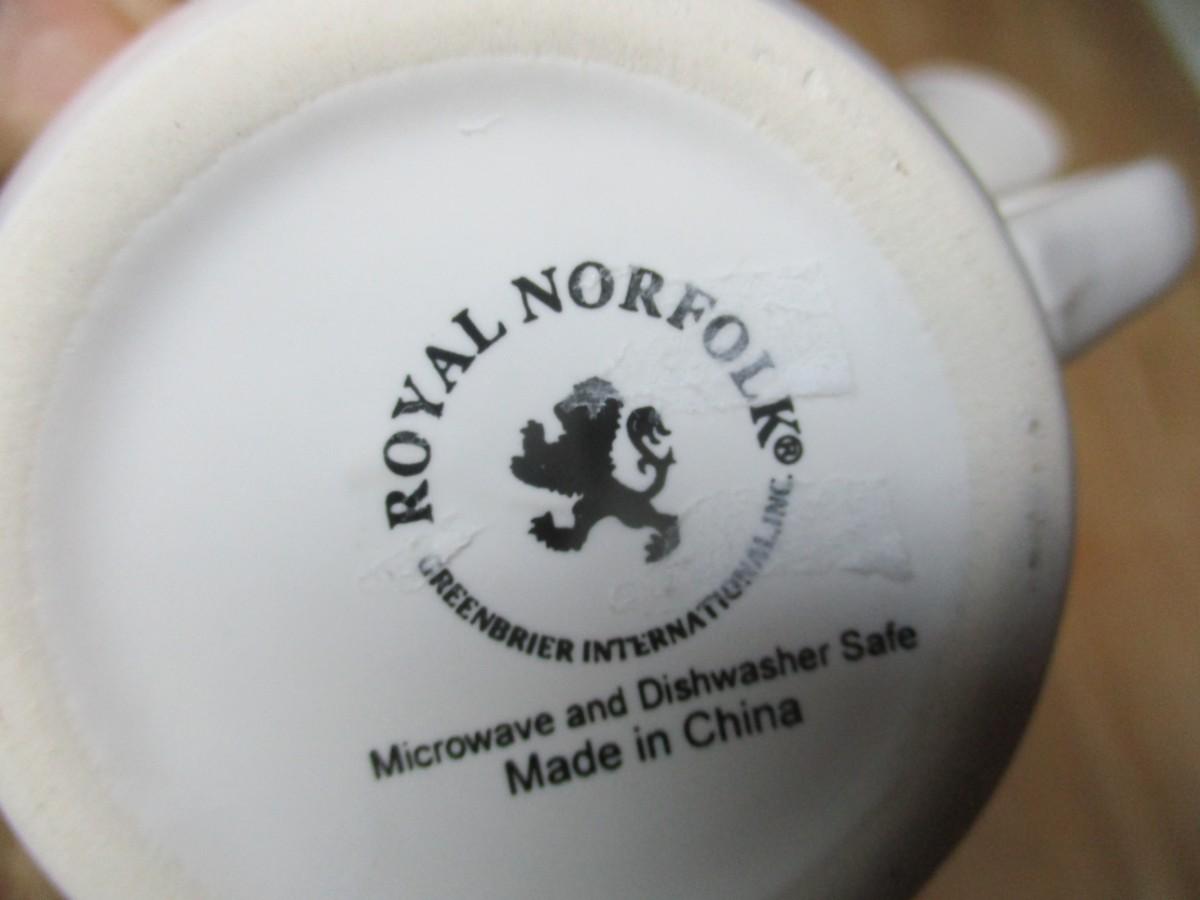 ROYAL NORFOLK®
GREENBRIER INTERNATIONAL,INC.
Microwave and Dishwasher Safe
Made in China